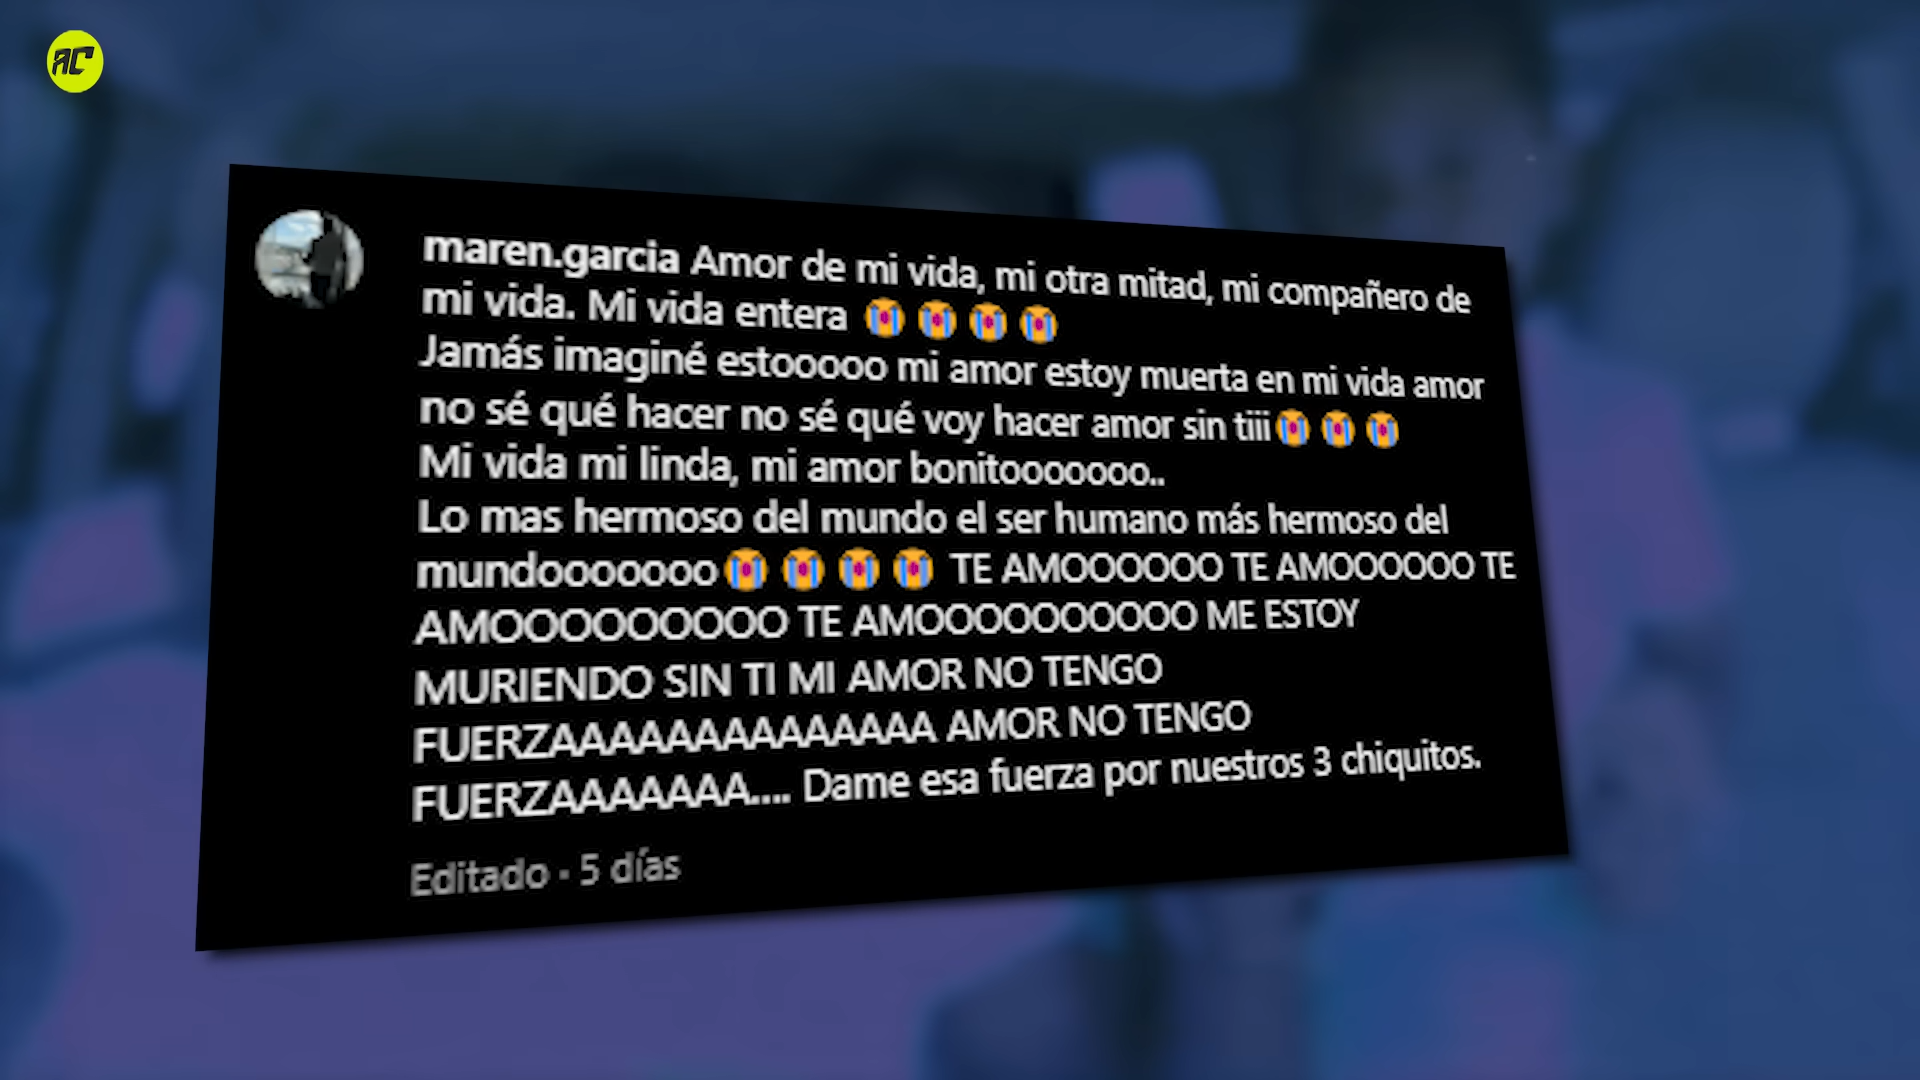 AC
maren.garcia Amor de mi vida, mi otra mitad, mi compañero de
mi vida. Mi vida entera 😭😭😭😭
Jamás imaginé estooooo mi amor estoy muerta en mi vida amor
no sé qué hacer no sé qué voy hacer amor sin tiii😭😭😭
Mi vida mi linda, mi amor bonitooooooo..
Lo mas hermoso del mundo el ser humano más hermoso del
mundooooooo😭😭😭😭 TE AMOOOOOO TE AMOOOOOO TE
AMOOOOOOOOOO TE AMOOOOOOOOOOO ME ESTOY
MURIENDO SIN TI MI AMOR NO TENGO
FUERZAAAAAAAAAAAAAA AMOR NO TENGO
FUERZAAAAAAA.... Dame esa fuerza por nuestros 3 chiquitos.
Editado · 5 días